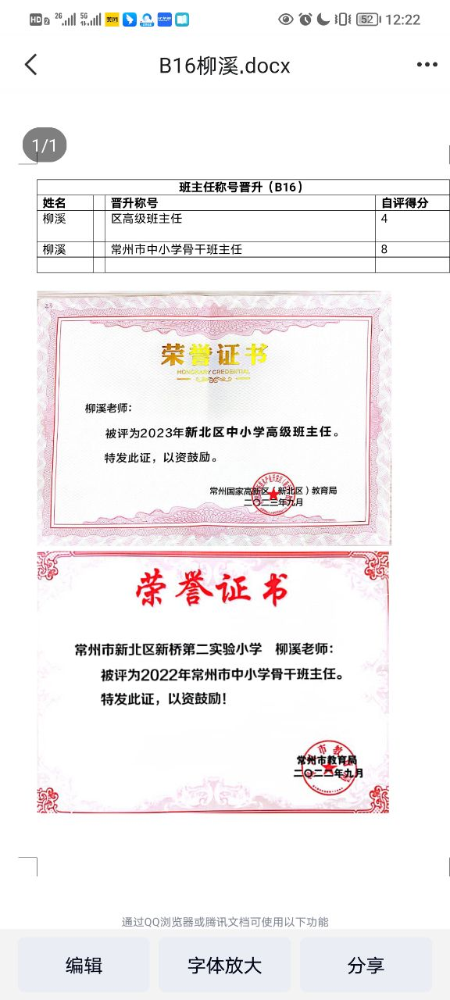 HD 2 26 5G 美团 52 12:22
B16柳溪.docx
1/1
班主任称号晋升（B16）
姓名 晋升称号 自评得分
柳溪 区高级班主任 4
柳溪 常州市中小学骨干班主任 8
荣誉证书
HONORARY CREDENTIAL
柳溪老师：
被评为2023年新北区中小学高级班主任。
特发此证，以资鼓励。
常州国家高新区（新北区）教育局
二〇二三年九月
荣誉证书
常州市新北区新桥第二实验小学 柳溪老师：
被评为2022年常州市中小学骨干班主任。
特发此证，以资鼓励！
常州市教育局
二〇二二年九月
通过QQ浏览器或腾讯文档可使用以下功能
编辑 字体放大 分享